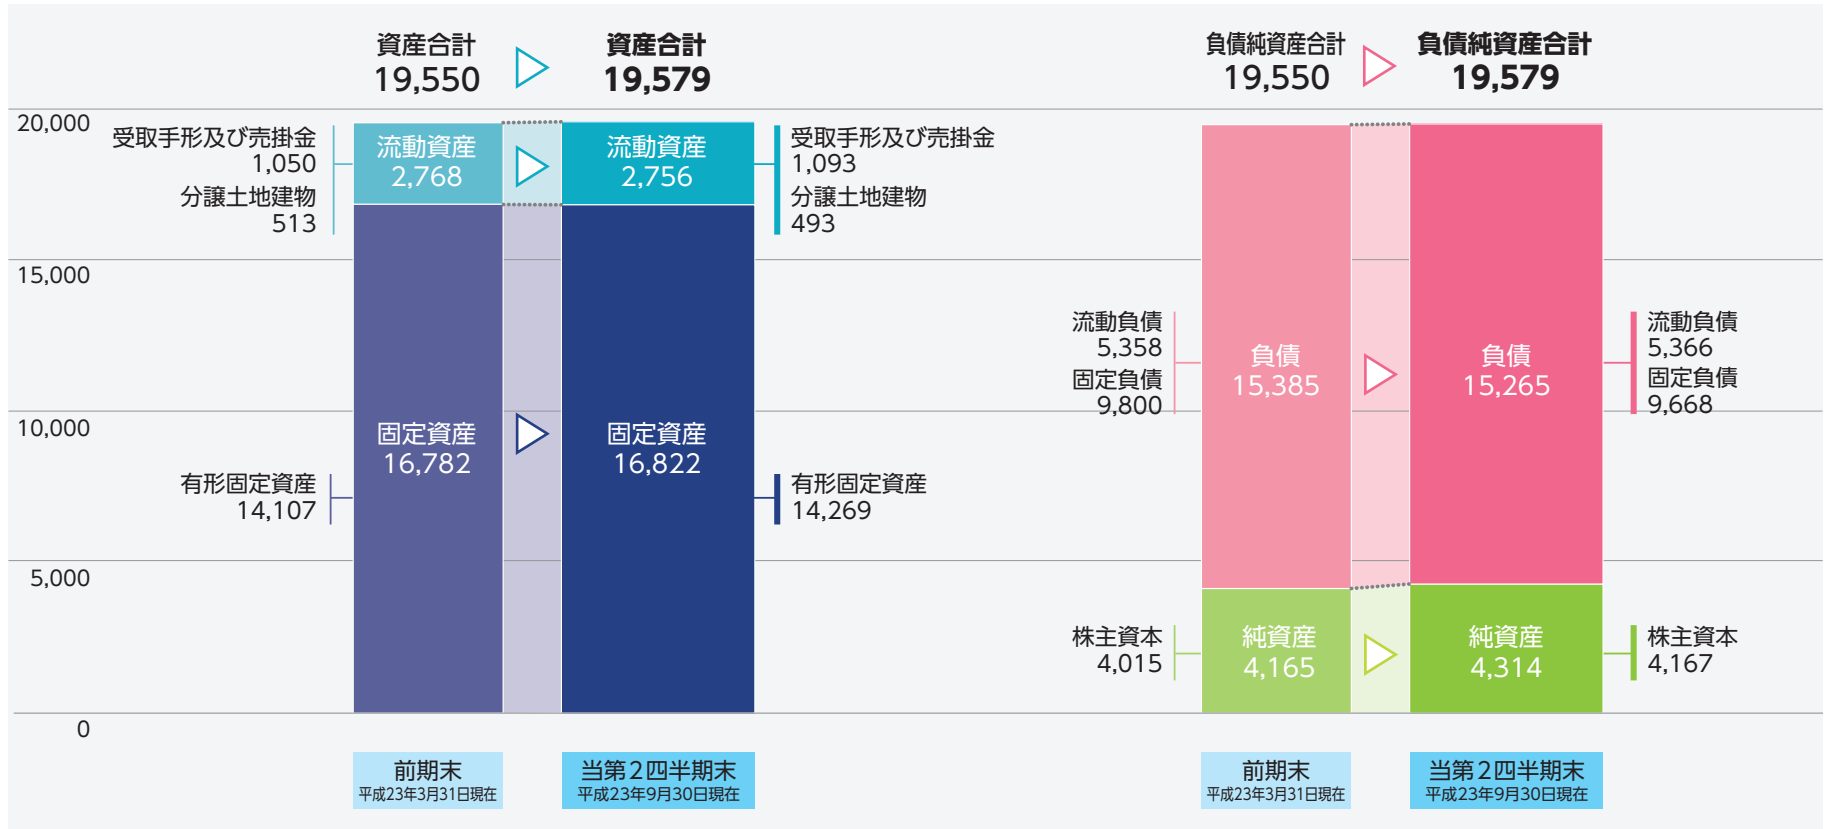 資産合計
19,550
資産合計
19,579
負債純資産合計
19,550
負債純資産合計
19,579
20,000
15,000
10,000
5,000
0
受取手形及び売掛金
1,050
分譲土地建物
513
流動資産
2,768
流動資産
2,756
受取手形及び売掛金
1,093
分譲土地建物
493
有形固定資産
14,107
固定資産
16,782
固定資産
16,822
有形固定資産
14,269
流動負債
5,358
固定負債
9,800
負債
15,385
負債
15,265
流動負債
5,366
固定負債
9,668
株主資本
4,015
純資産
4,165
純資産
4,314
株主資本
4,167
前期末
平成23年3月31日現在
当第2四半期末
平成23年9月30日現在
前期末
平成23年3月31日現在
当第2四半期末
平成23年9月30日現在